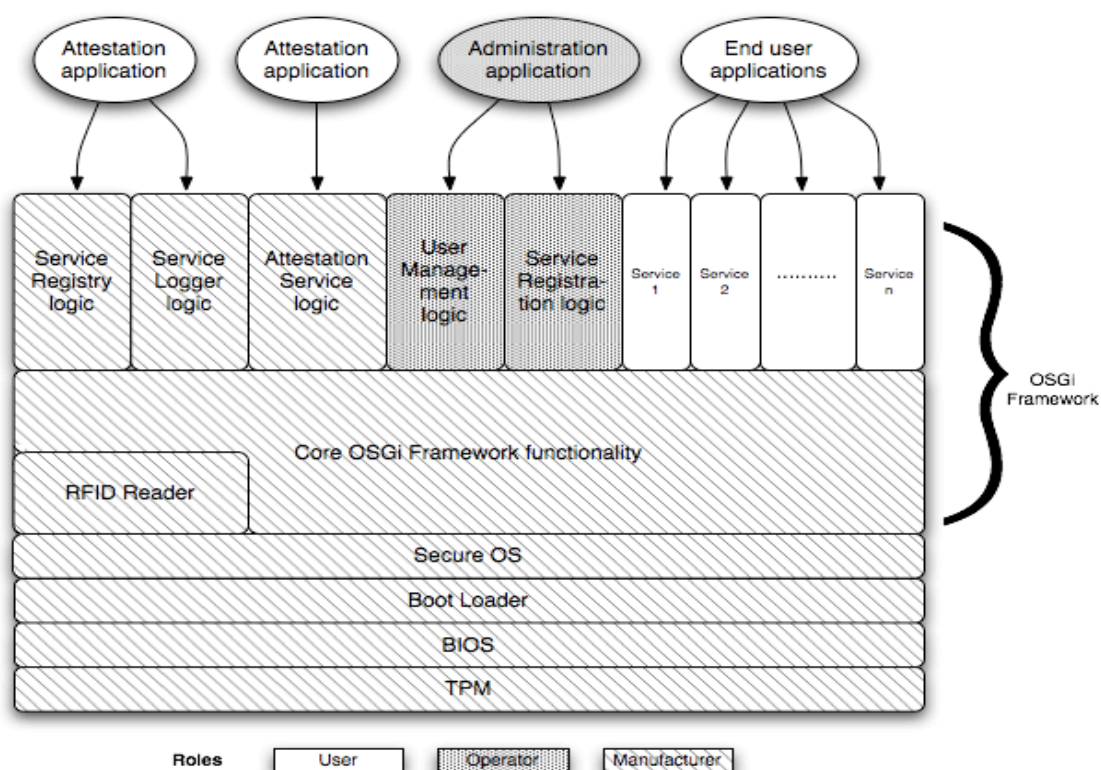 Attestation
application
Attestation
application
Administration
application
End user
applications
Service
Registry
logic
Service
Logger
logic
Attestation
Service
logic
User
Manage-
ment
logic
Service
Registra-
tion logic
Service
1
Service
2
..........
Service
n
OSGi
Framework
Core OSGi Framework functionality
RFID Reader
Secure OS
Boot Loader
BIOS
TPM
Roles
User
Operator
Manufacturer